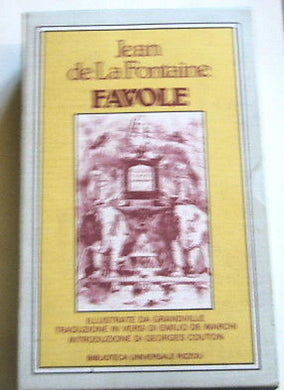 Jean
de La Fontaine
FAVOLE
ILLUSTRATE DA GRANDVILLE
TRADUZIONE IN VERSI DI EMILIO DE MARCHI
INTRODUZIONE DI GEORGES COUTON
BIBLIOTECA UNIVERSALE RIZZOLI